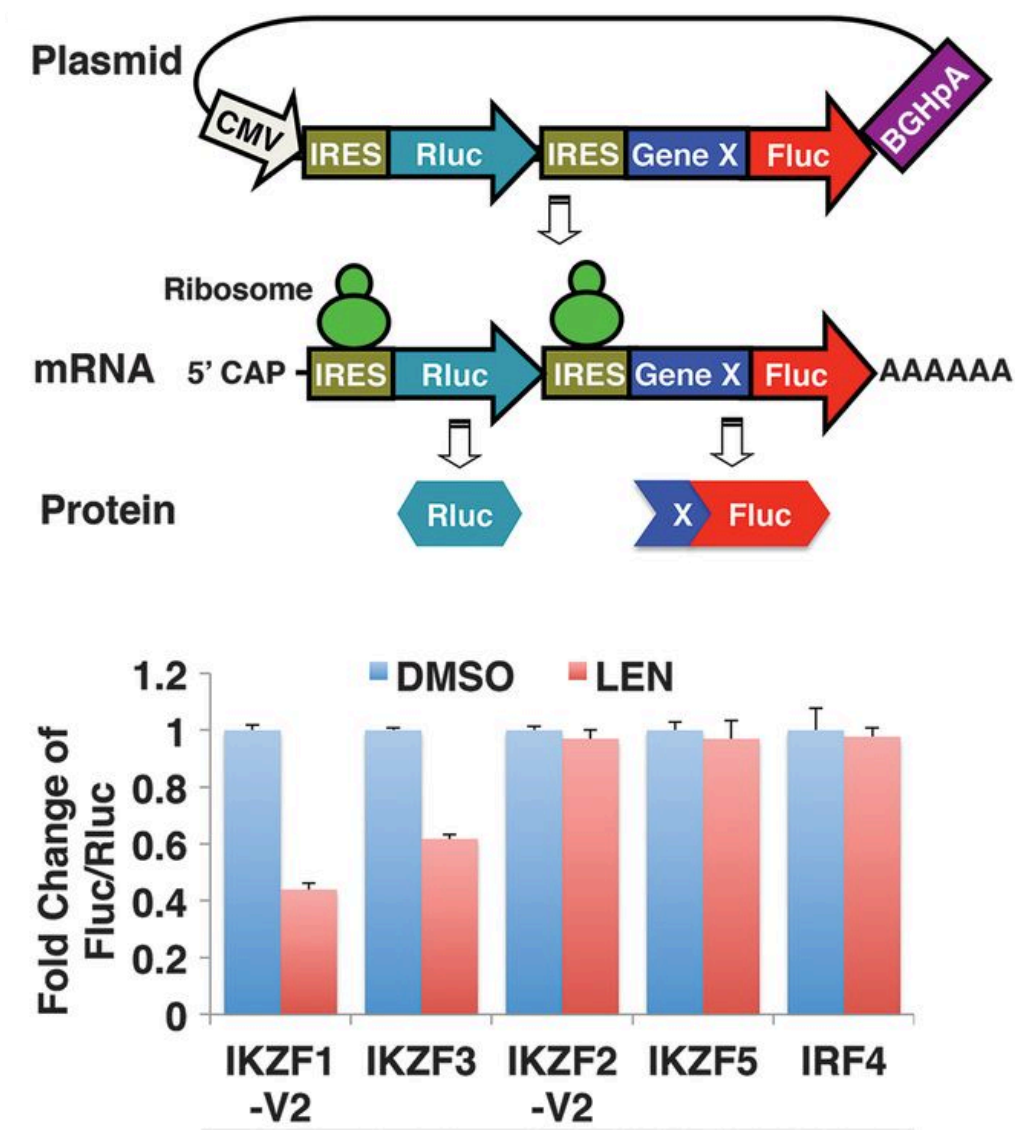 Plasmid
CMV
IRES Rluc IRES Gene X Fluc
BGHpA
Ribosome
mRNA 5' CAP IRES Rluc IRES Gene X Fluc AAAAAA
Protein Rluc X Fluc
1.2 DMSO LEN
1
0.8
0.6
0.4
0.2
0
Fold Change of
Fluc/Rluc
IKZF1 IKZF3 IKZF2 IKZF5 IRF4
-V2 -V2